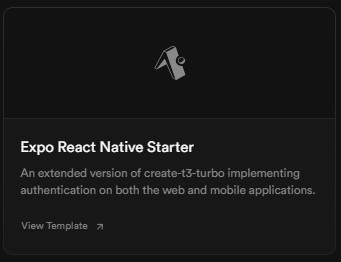 Expo React Native Starter
An extended version of create-t3-turbo implementing
authentication on both the web and mobile applications.
View Template